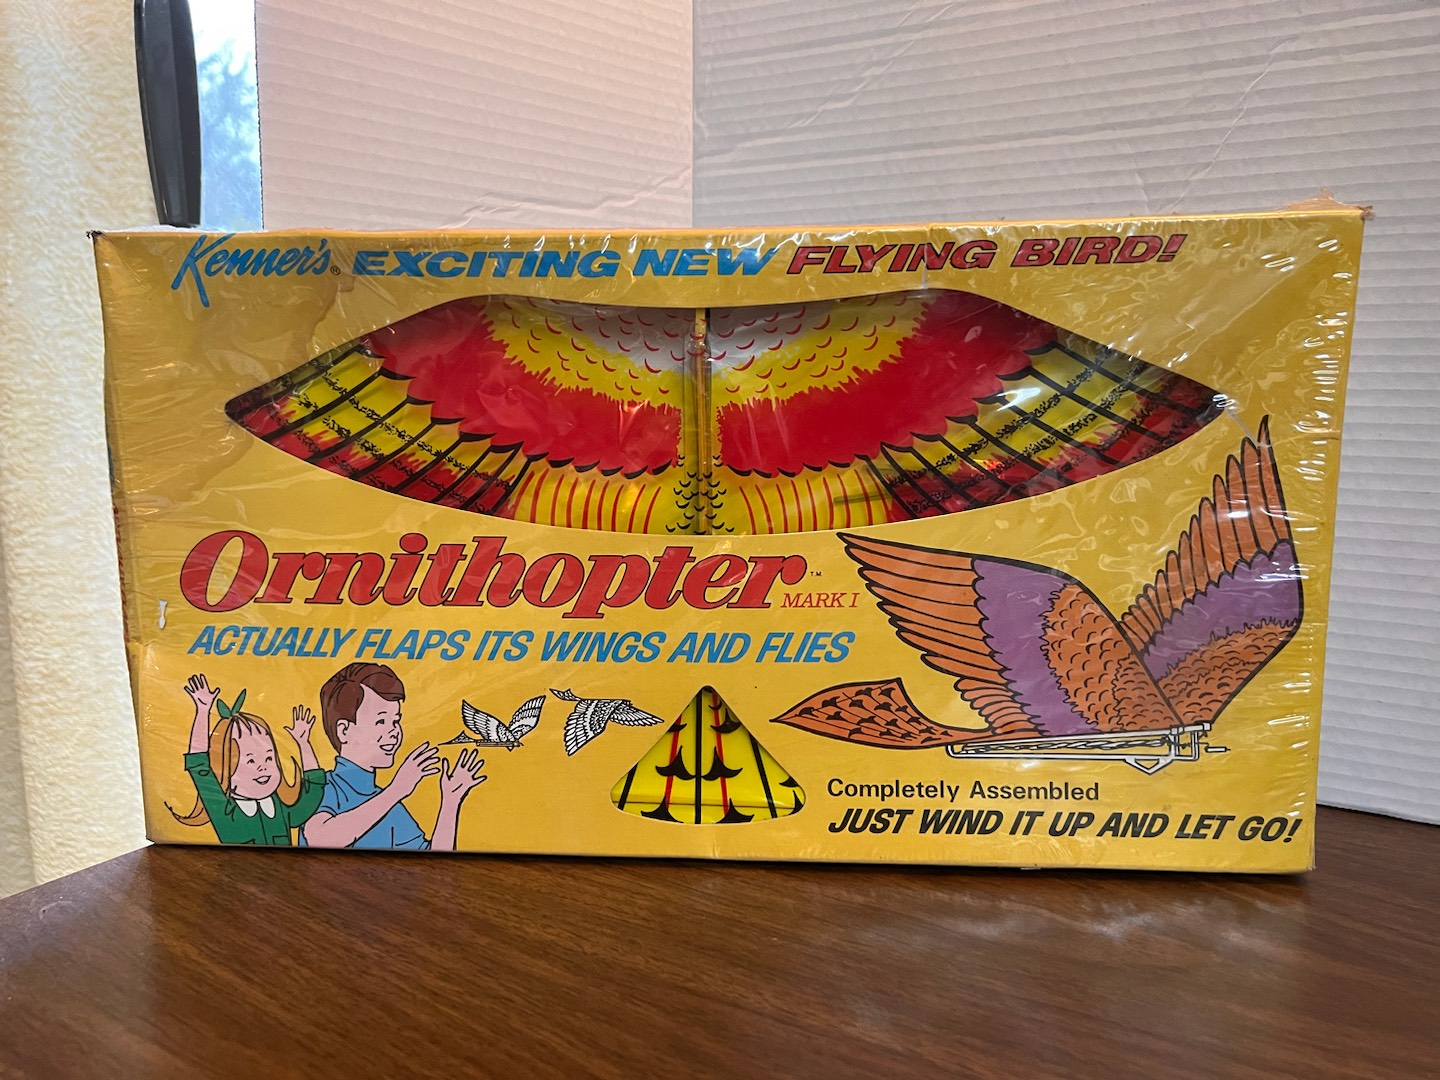 Kenner's® EXCITING NEW FLYING BIRD!
Ornithopter™ MARK I
ACTUALLY FLAPS ITS WINGS AND FLIES
Completely Assembled
JUST WIND IT UP AND LET GO!